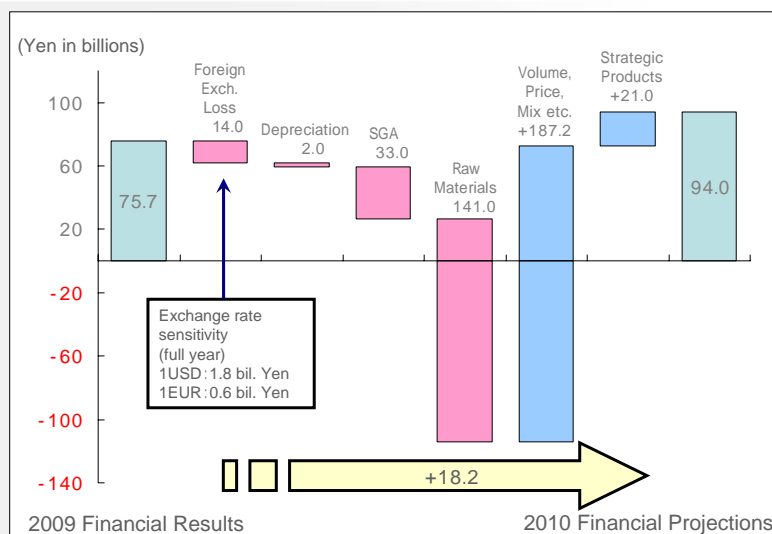 (Yen in billions)
100
60
20
-20
-60
-100
-140
75.7
Foreign
Exch.
Loss
14.0
Depreciation
2.0
SGA
33.0
Raw
Materials
141.0
Volume,
Price,
Mix etc.
+187.2
Strategic
Products
+21.0
94.0
Exchange rate
sensitivity
(full year)
1USD:1.8 bil. Yen
1EUR:0.6 bil. Yen
+18.2
2009 Financial Results
2010 Financial Projections